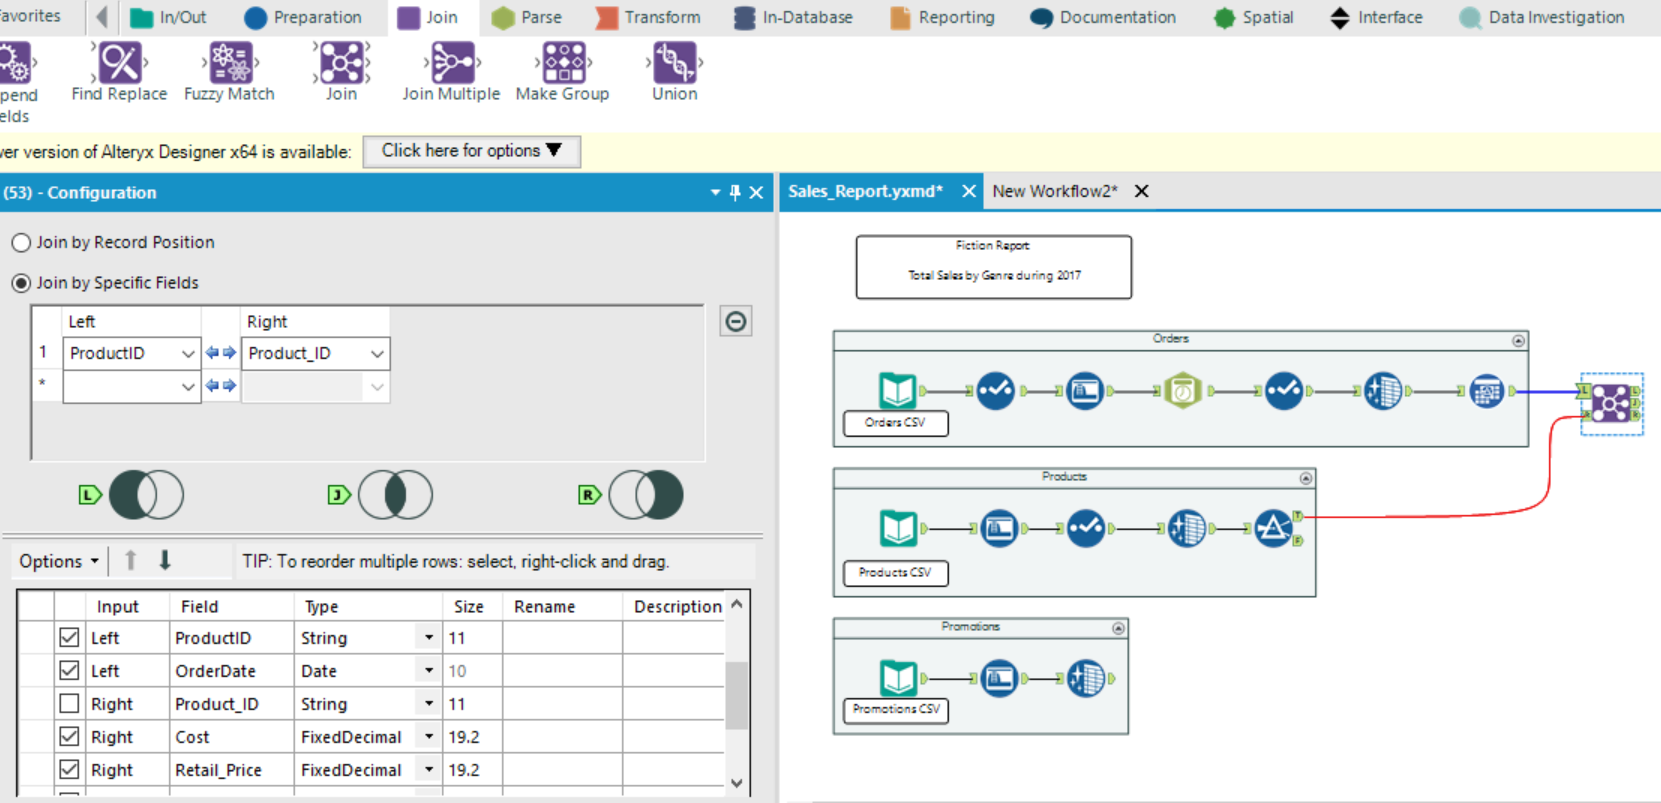 avorites In/Out Preparation Join Parse Transform In-Database Reporting Documentation Spatial Interface Data Investigation
pend
elds
Find Replace Fuzzy Match Join Join Multiple Make Group Union
ver version of Alteryx Designer x64 is available: Click here for options ▼
(53) - Configuration
Sales_Report.yxmd* New Workflow2*
Join by Record Position
Join by Specific Fields
Left Right
1 ProductID Product_ID
*
L J R
Options TIP: To reorder multiple rows: select, right-click and drag.
Input Field Type Size Rename Description
Left ProductID String 11
Left OrderDate Date 10
Right Product_ID String 11
Right Cost FixedDecimal 19.2
Right Retail_Price FixedDecimal 19.2
Fiction Report
Total Sales by Genre during 2017
Orders
Orders CSV
L R L J R
Products
Products CSV
T F
Promotions
Promotions CSV